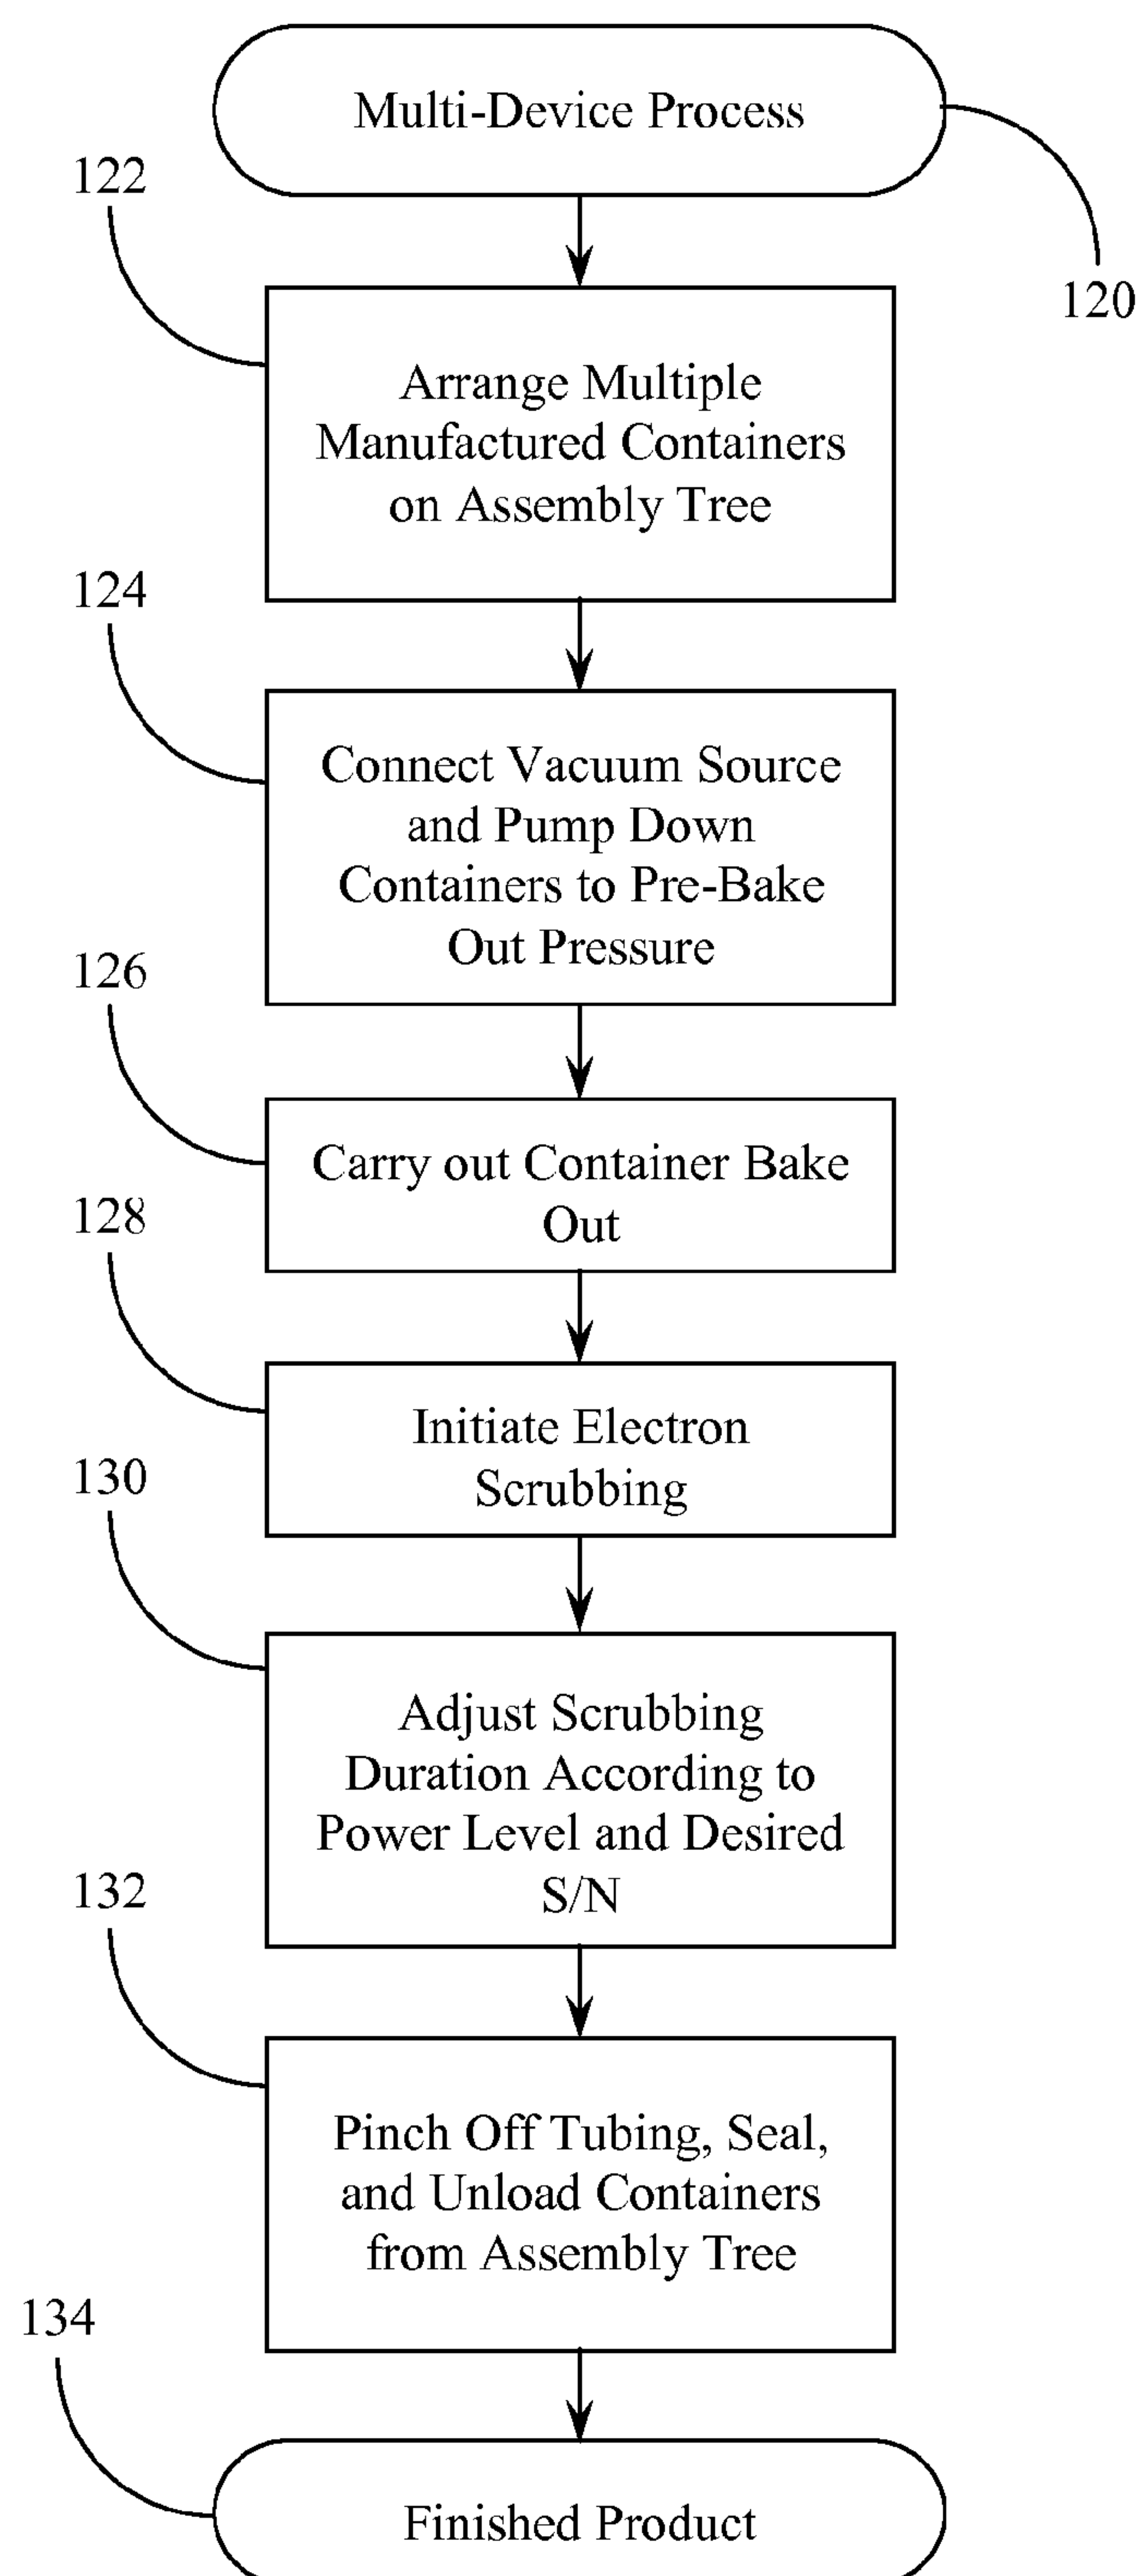 Multi-Device Process
120
122
Arrange Multiple
Manufactured Containers
on Assembly Tree
124
Connect Vacuum Source
and Pump Down
Containers to Pre-Bake
Out Pressure
126
Carry out Container Bake
Out
128
Initiate Electron
Scrubbing
130
Adjust Scrubbing
Duration According to
Power Level and Desired
S/N
132
Pinch Off Tubing, Seal,
and Unload Containers
from Assembly Tree
134
Finished Product